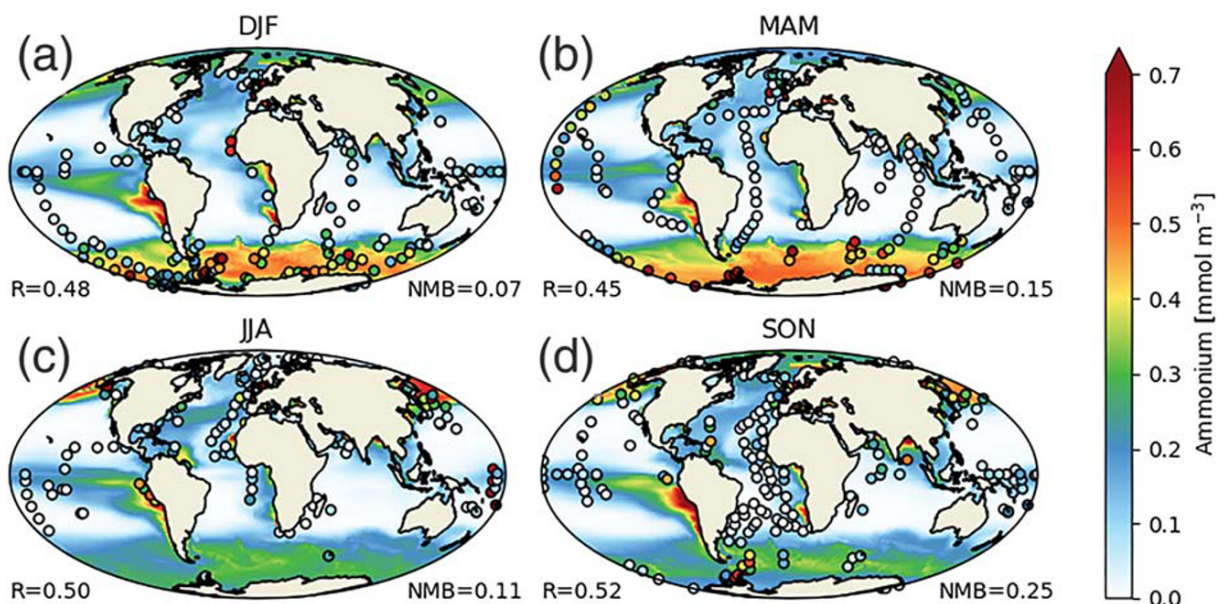 (a) DJF
R=0.48 NMB=0.07
(b) MAM
R=0.45 NMB=0.15
(c) JJA
R=0.50 NMB=0.11
(d) SON
R=0.52 NMB=0.25
0.7
0.6
0.5
0.4
0.3
0.2
0.1
0.0
Ammonium [mmol m⁻³]